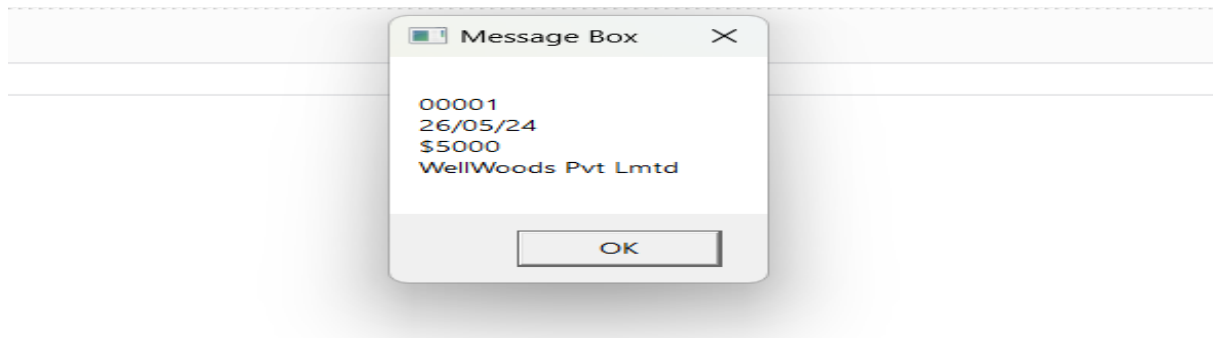 Message Box
00001
26/05/24
$5000
WellWoods Pvt Lmtd
OK